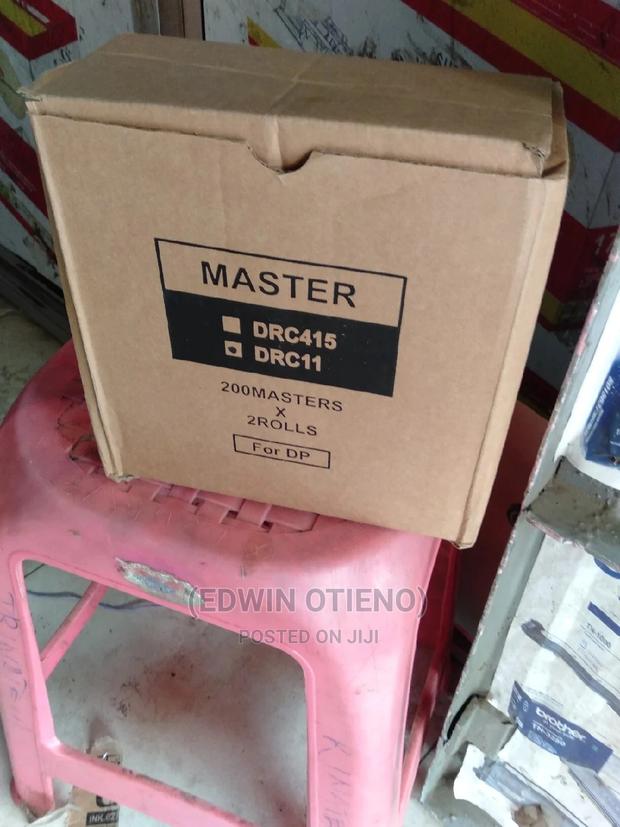 MASTER
DRC415
DRC11
200MASTERS
X
2ROLLS
For DP
(EDWIN OTIENO)
POSTED ON JIJI
brother